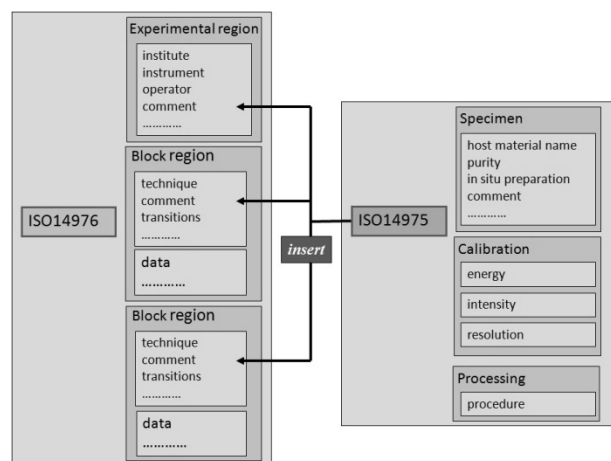 Experimental region
institute
instrument
operator
comment
…………
Block region
technique
comment
transitions
…………
data
…………
Block region
technique
comment
transitions
…………
data
…………
ISO14976
insert
ISO14975
Specimen
host material name
purity
in situ preparation
comment
…………
Calibration
energy
intensity
resolution
Processing
procedure